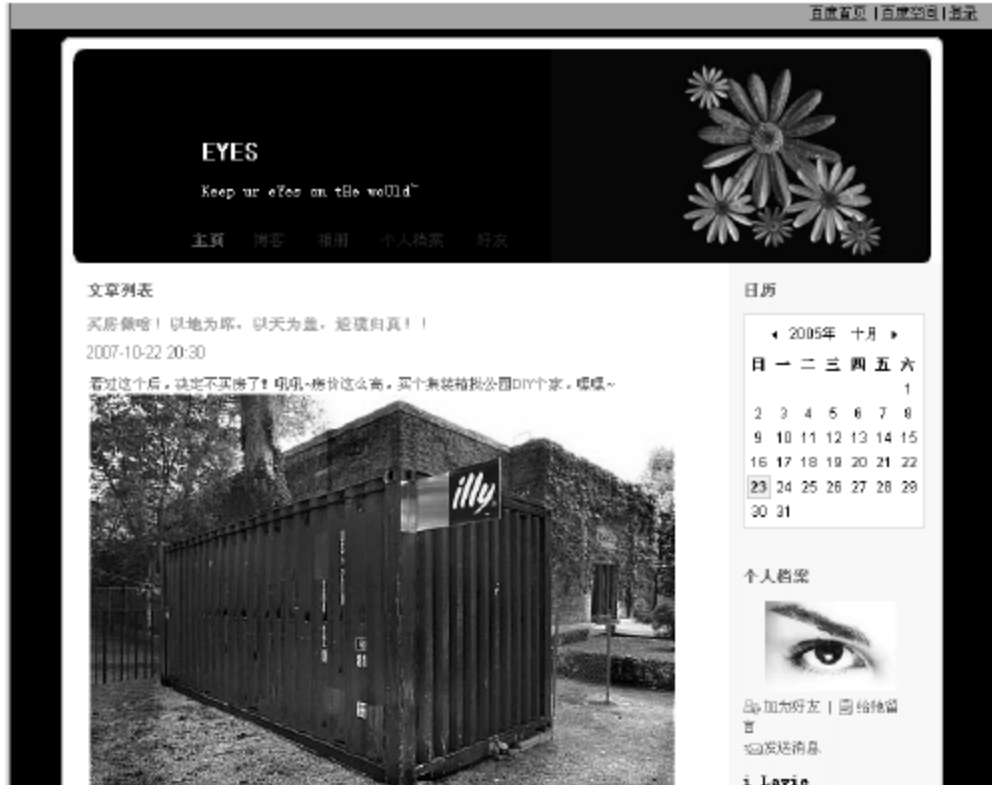 百度首页 | 百度空间 | 登录
EYES
Keep ur eYes on tHe woUld~
主页 博客 相册 个人档案 好友
文章列表
买房做啥！以地为席，以天为盖，返璞归真！！
2007-10-22 20:30
看过这个后，决定不买房了！吼吼~房价这么高，买个集装箱找公园DIY个家，嘿嘿~
illy
日历
2005年 十月
日 一 二 三 四 五 六
1
2 3 4 5 6 7 8
9 10 11 12 13 14 15
16 17 18 19 20 21 22
23 24 25 26 27 28 29
30 31
个人档案
加为好友 | 给他留
言
发送消息